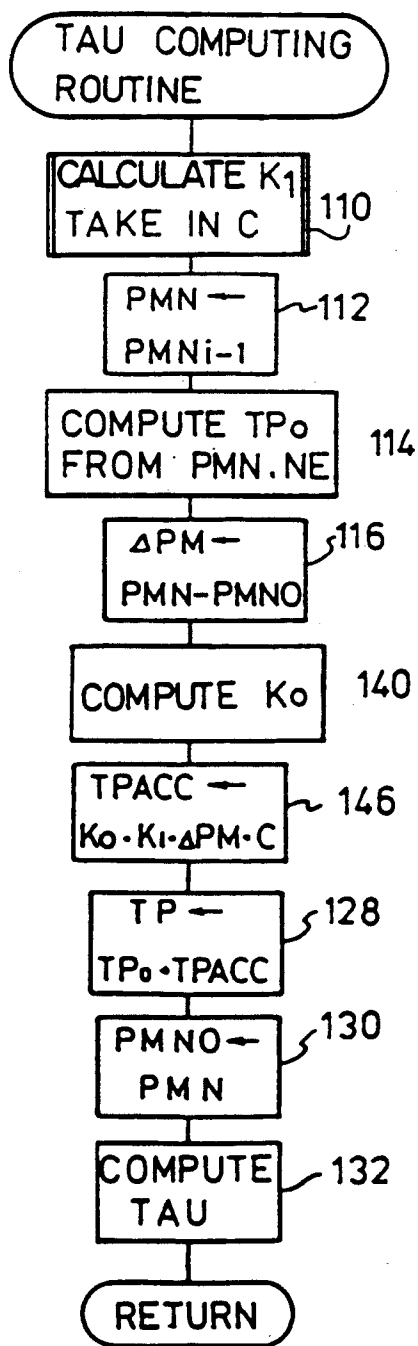 TAU COMPUTING
ROUTINE
CALCULATE K1
TAKE IN C
110
PMN ←
PMNi-1
112
COMPUTE TPo
FROM PMN.NE
114
ΔPM ←
PMN-PMNO
116
COMPUTE Ko
140
TPACC ←
Ko·K1·ΔPM·C
146
TP ←
TPo·TPACC
128
PMNO ←
PMN
130
COMPUTE
TAU
132
RETURN